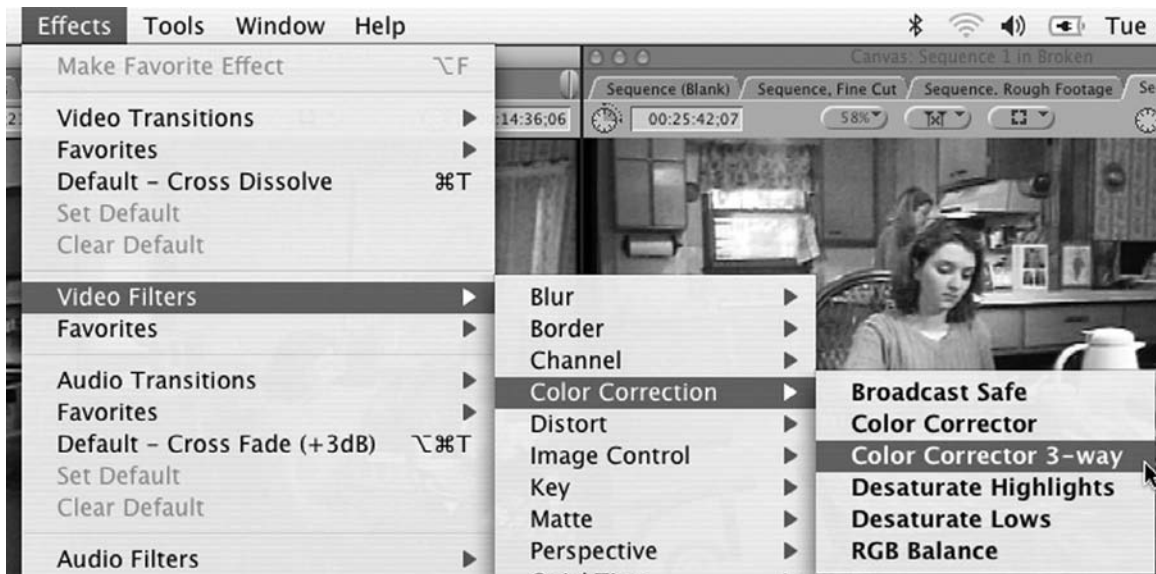 Effects Tools Window Help Tue
Make Favorite Effect ⌥F
Canvas: Sequence 1 in Broken
Sequence (Blank) Sequence, Fine Cut Sequence. Rough Footage Se
:14:36;06 00:25:42;07 58%
Video Transitions
Favorites
Default – Cross Dissolve ⌘T
Set Default
Clear Default
Video Filters
Favorites
Audio Transitions
Favorites
Default – Cross Fade (+3dB) ⌥⌘T
Set Default
Clear Default
Audio Filters
Blur
Border
Channel
Color Correction
Distort
Image Control
Key
Matte
Perspective
Broadcast Safe
Color Corrector
Color Corrector 3-way
Desaturate Highlights
Desaturate Lows
RGB Balance